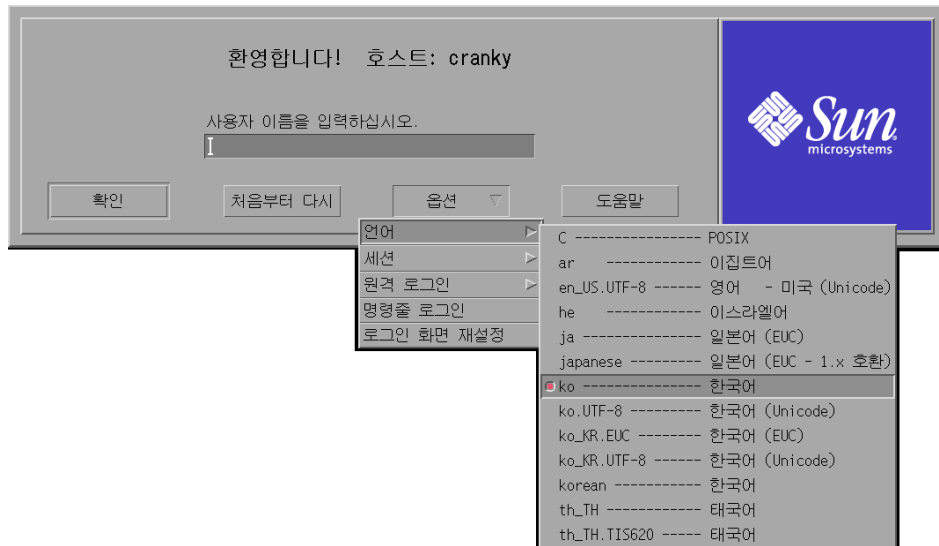 환영합니다! 호스트: cranky
사용자 이름을 입력하십시오.
Sun
microsystems
확인 처음부터 다시 옵션 도움말
언어
세션
원격 로그인
명령줄 로그인
로그인 화면 재설정
C --------------- POSIX
ar ----------- 이집트어
en_US.UTF-8 ------ 영어 - 미국 (Unicode)
he ----------- 이스라엘어
ja -------------- 일본어 (EUC)
japanese --------- 일본어 (EUC - 1.x 호환)
ko -------------- 한국어
ko.UTF-8 --------- 한국어 (Unicode)
ko_KR.EUC -------- 한국어 (EUC)
ko_KR.UTF-8 ------ 한국어 (Unicode)
korean ----------- 한국어
th_TH ------------ 태국어
th_TH.TIS620 ----- 태국어